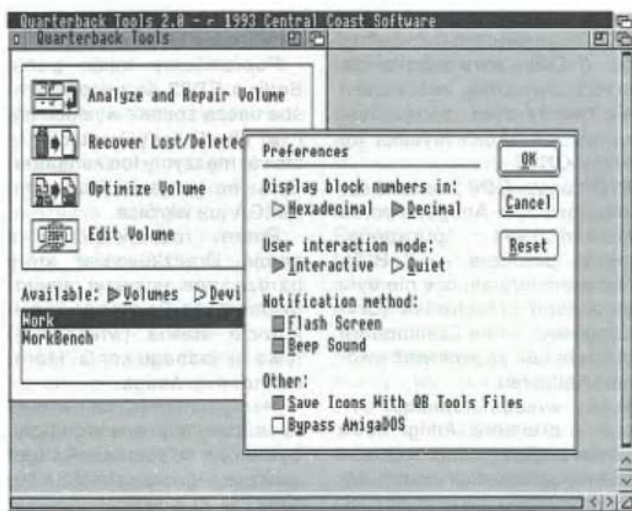 Quarterback Tools 2.0 - © 1993 Central Coast Software
Quarterback Tools
Analyze and Repair Volume
Recover Lost/Deleted
Optimize Volume
Edit Volume
Available: Volumes Devi
Work
WorkBench
Preferences
OK
Display block numbers in:
Hexadecimal Decimal
Cancel
User interaction mode:
Interactive Quiet
Reset
Notification method:
Flash Screen
Beep Sound
Other:
Save Icons With QB Tools Files
Bypass AmigaDOS